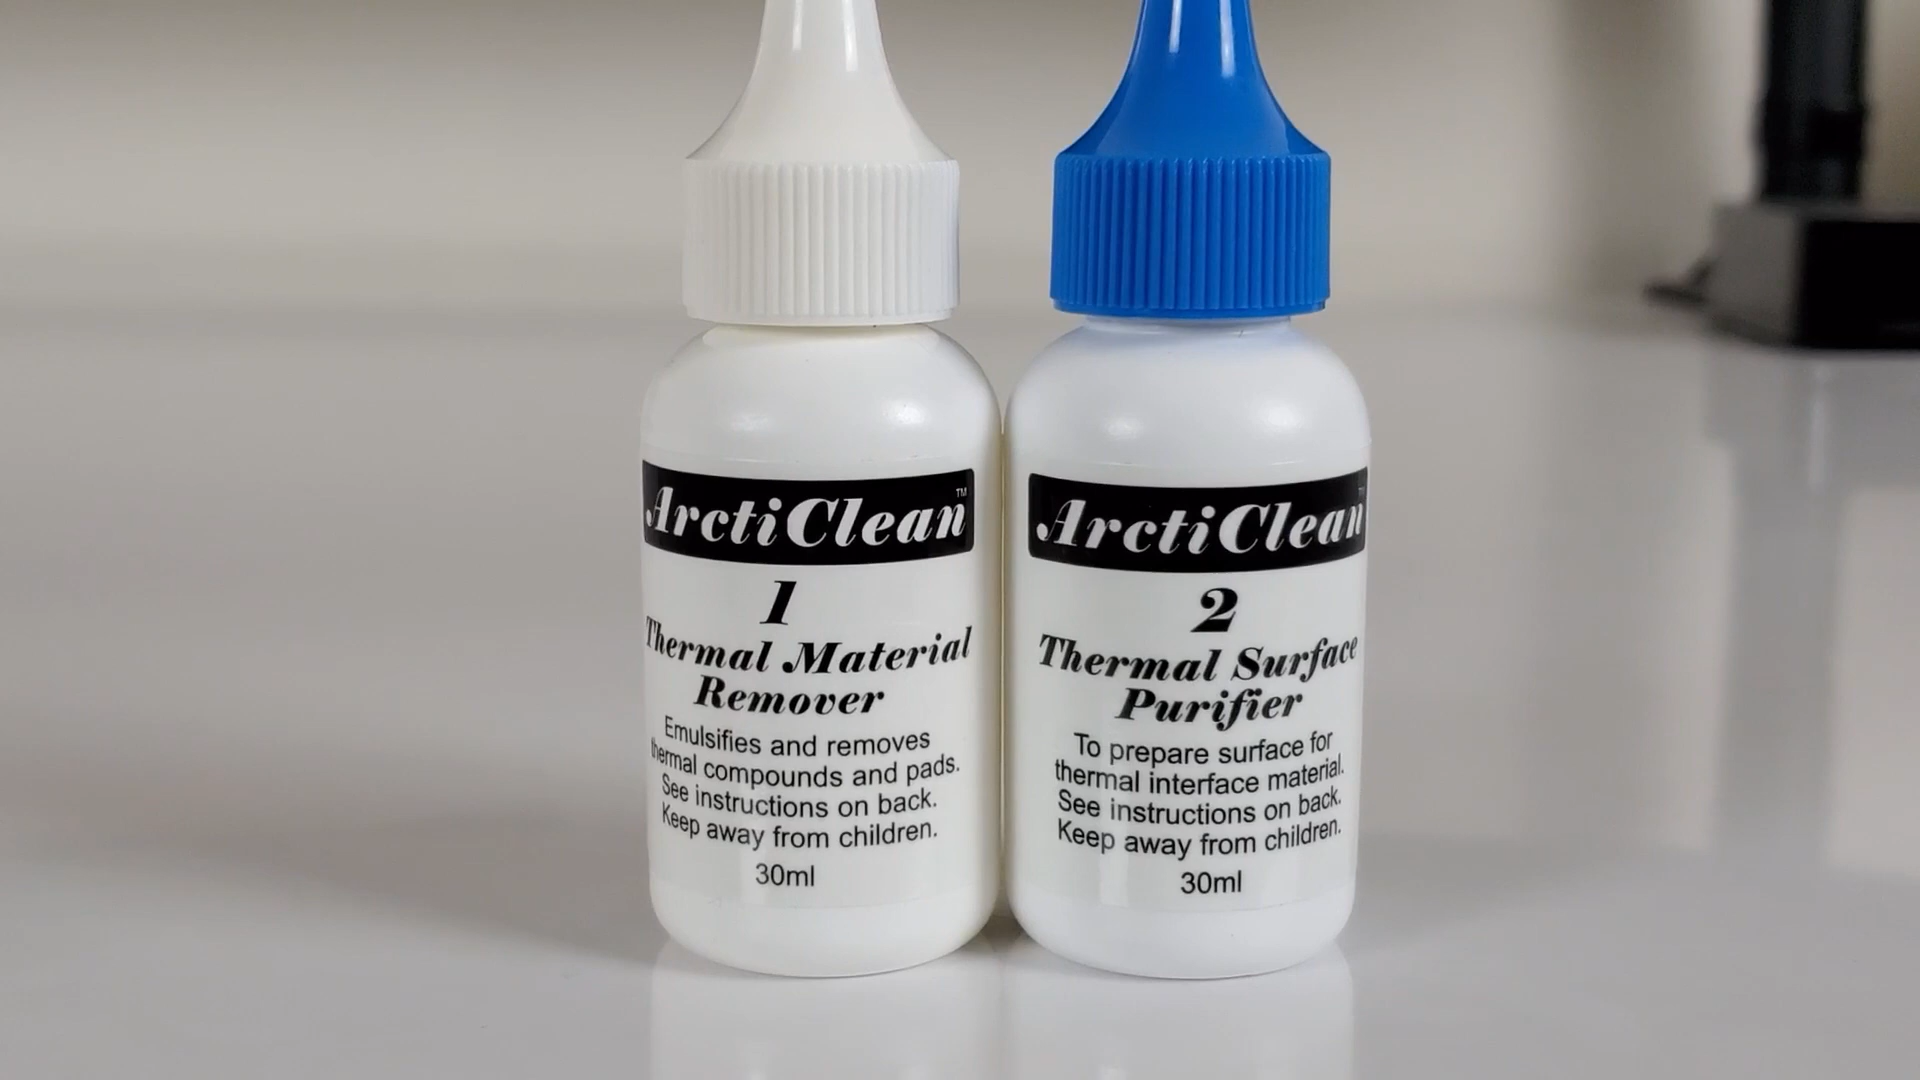 ArctiClean™
1
Thermal Material
Remover
Emulsifies and removes
thermal compounds and pads.
See instructions on back.
Keep away from children.
30ml
ArctiClean™
2
Thermal Surface
Purifier
To prepare surface for
thermal interface material.
See instructions on back.
Keep away from children.
30ml